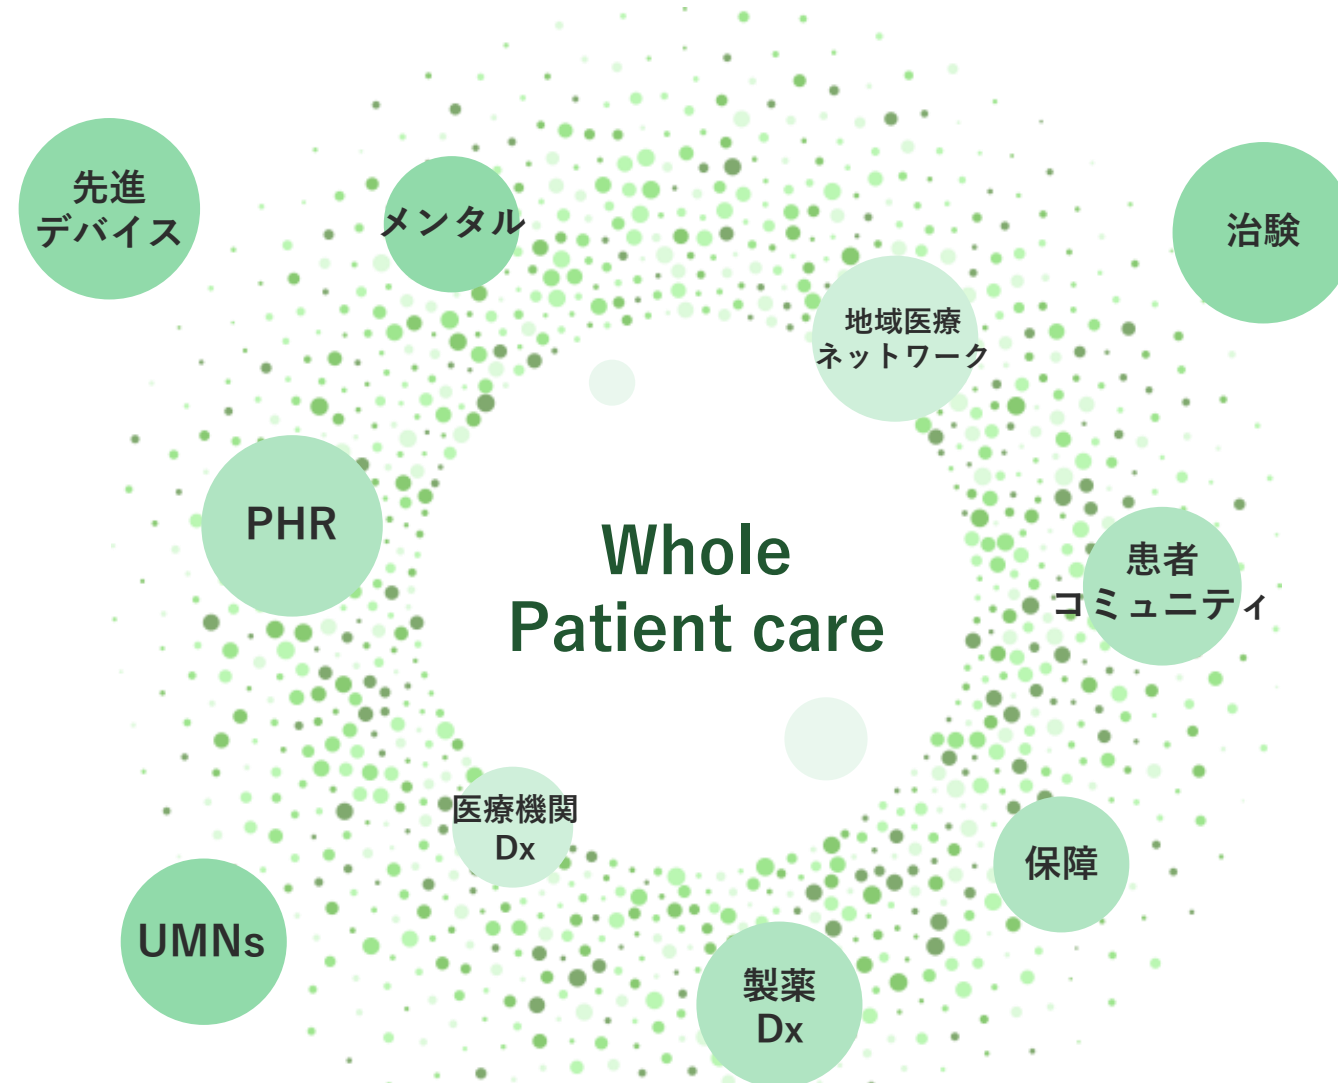 先進
デバイス
メンタル
治験
地域医療
ネットワーク
PHR
Whole
Patient care
患者
コミュニティ
医療機関
Dx
保障
UMNs
製薬
Dx